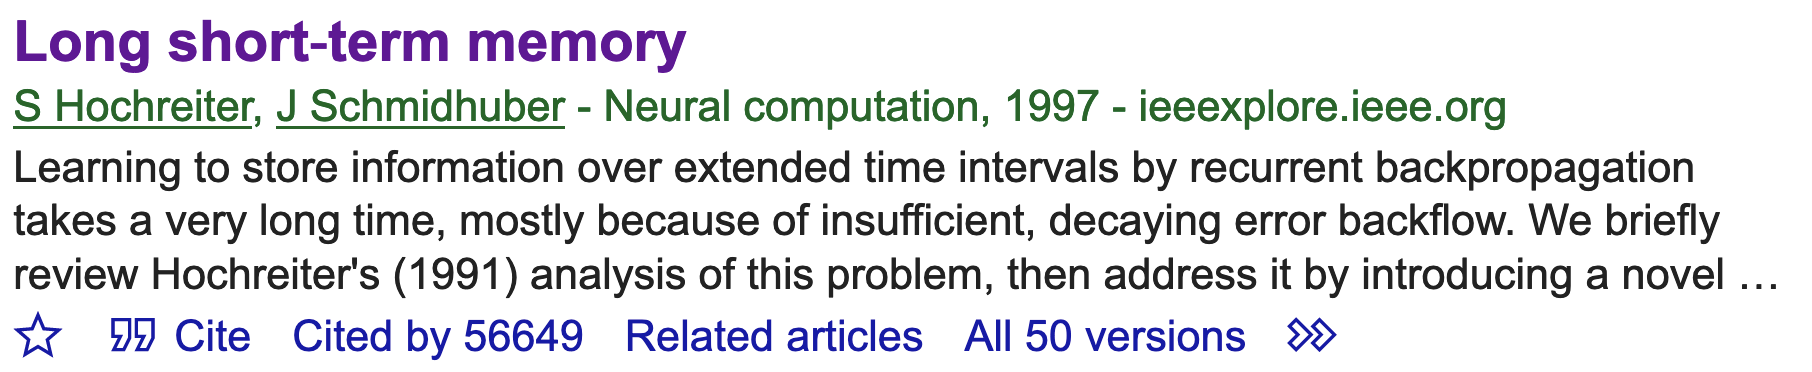 Long short-term memory
S Hochreiter, J Schmidhuber - Neural computation, 1997 - ieeexplore.ieee.org
Learning to store information over extended time intervals by recurrent backpropagation
takes a very long time, mostly because of insufficient, decaying error backflow. We briefly
review Hochreiter's (1991) analysis of this problem, then address it by introducing a novel …
Cite Cited by 56649 Related articles All 50 versions